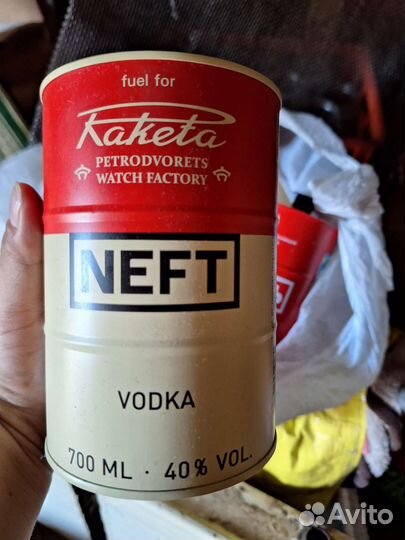 fuel for
Raketa
PETRODVORETS
WATCH FACTORY
NEFT
VODKA
700 ML · 40% VOL.
Avito